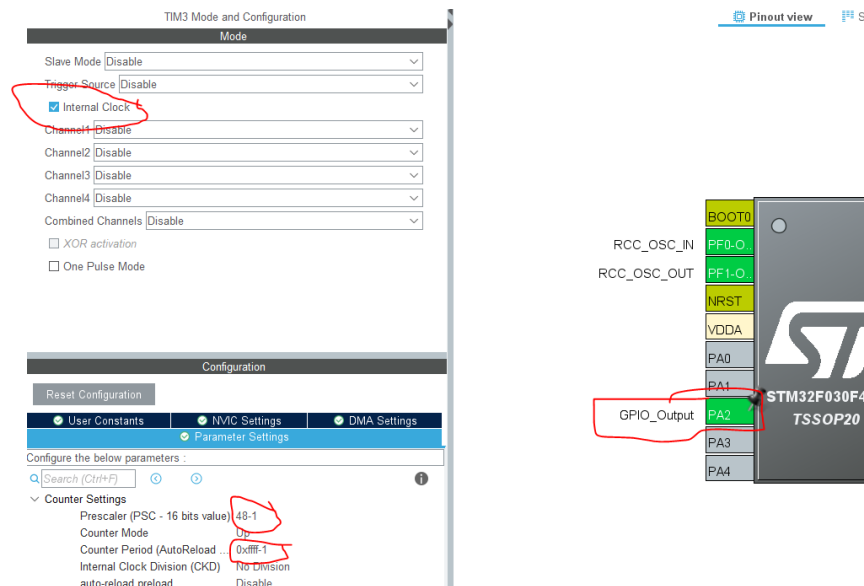 TIM3 Mode and Configuration
Mode
Slave Mode Disable
Trigger Source Disable
Internal Clock
Channel1 Disable
Channel2 Disable
Channel3 Disable
Channel4 Disable
Combined Channels Disable
XOR activation
One Pulse Mode
Configuration
Reset Configuration
User Constants NVIC Settings DMA Settings
Parameter Settings
Configure the below parameters :
Search (Ctrl+F)
Counter Settings
Prescaler (PSC - 16 bits value) 48-1
Counter Mode Up
Counter Period (AutoReload ... 0xffff-1
Internal Clock Division (CKD) No Division
auto-reload preload Disable
Pinout view S
BOOT0
RCC_OSC_IN PF0-O..
RCC_OSC_OUT PF1-O..
NRST
VDDA
PA0
PA1
GPIO_Output PA2
PA3
PA4
ST
STM32F030F4
TSSOP20